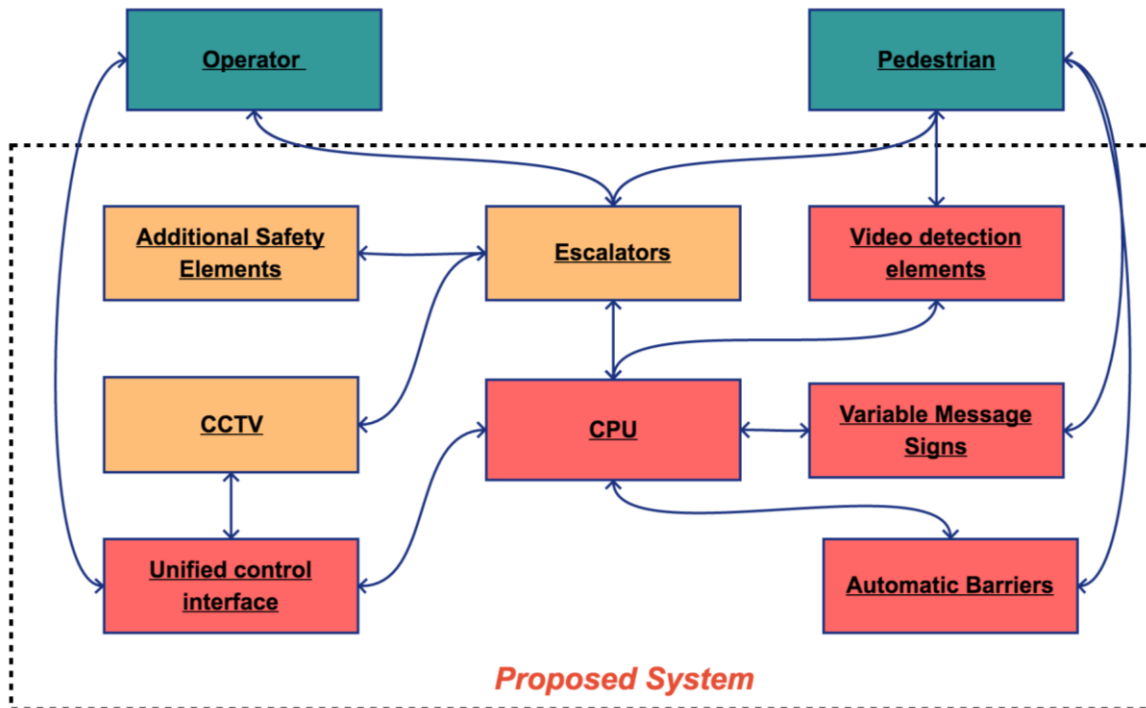 Operator
Pedestrian
Additional Safety
Elements
Escalators
Video detection
elements
CCTV
CPU
Variable Message
Signs
Unified control
interface
Automatic Barriers
Proposed System